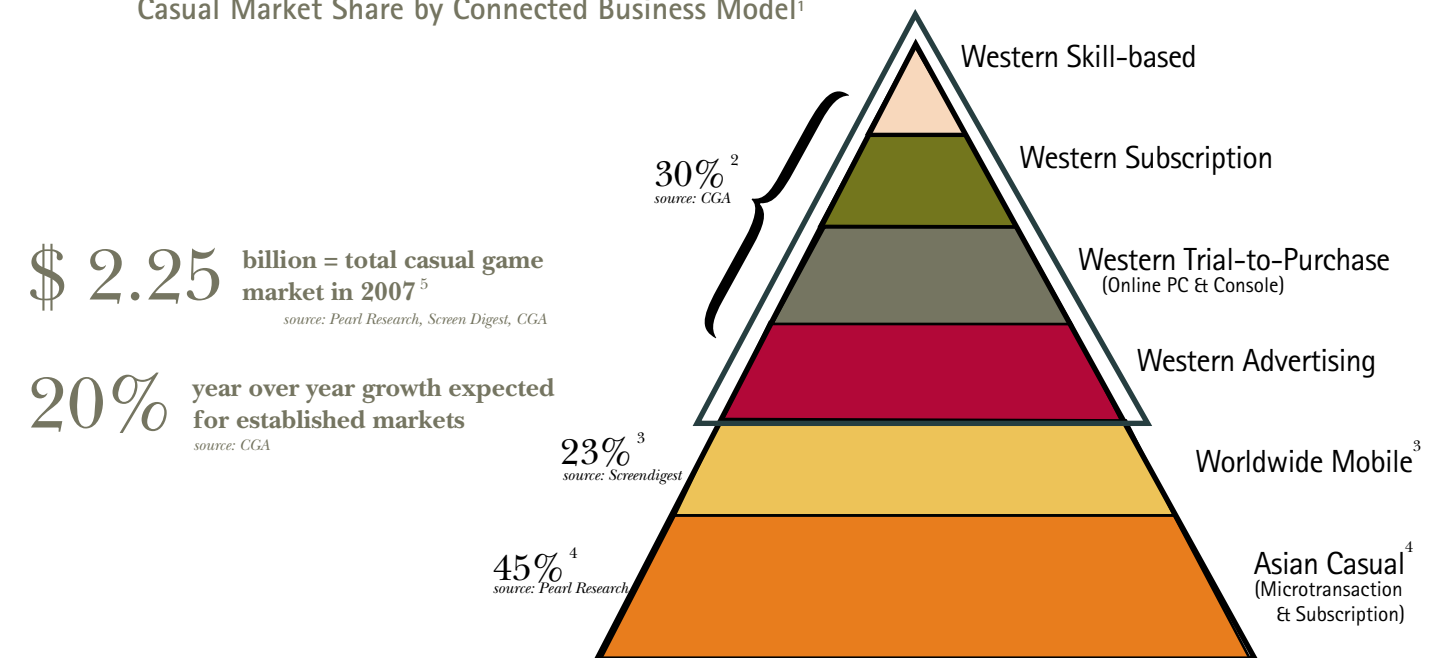 Casual Market Share by Connected Business Model¹
Western Skill-based
30% ²
source: CGA
Western Subscription
$ 2.25 billion = total casual game
market in 2007 ⁵
source: Pearl Research, Screen Digest, CGA
Western Trial-to-Purchase
(Online PC & Console)
20% year over year growth expected
for established markets
source: CGA
Western Advertising
23% ³
source: Screendigest
Worldwide Mobile³
45% ⁴
source: Pearl Research
Asian Casual⁴
(Microtransaction
& Subscription)